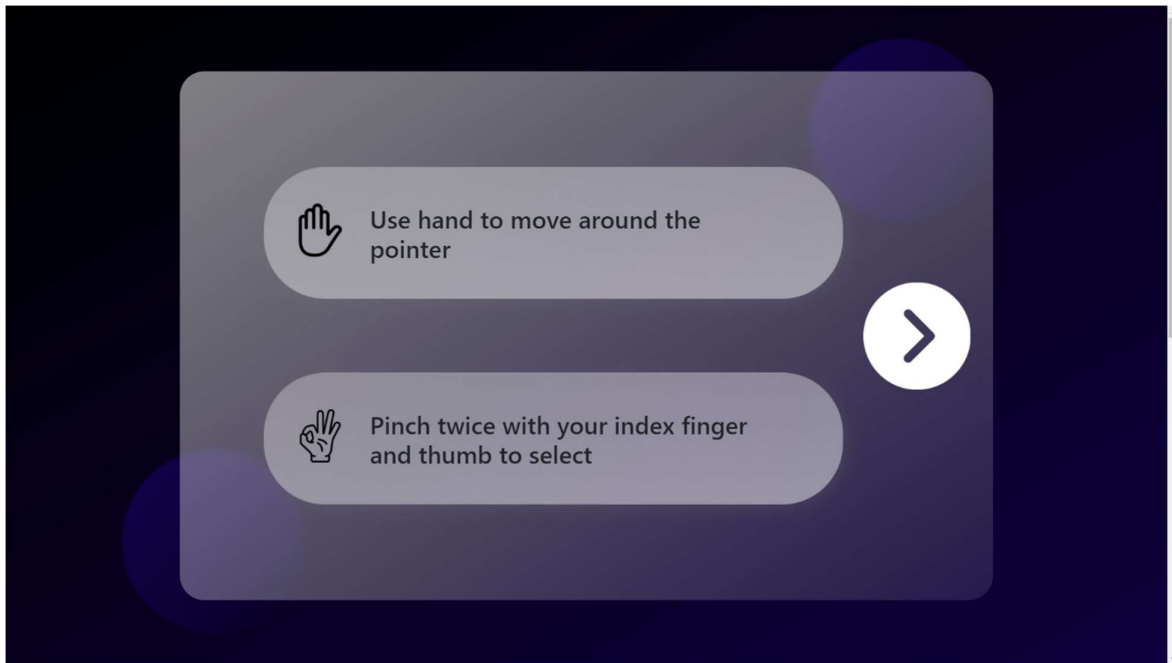 Use hand to move around the
pointer
Pinch twice with your index finger
and thumb to select